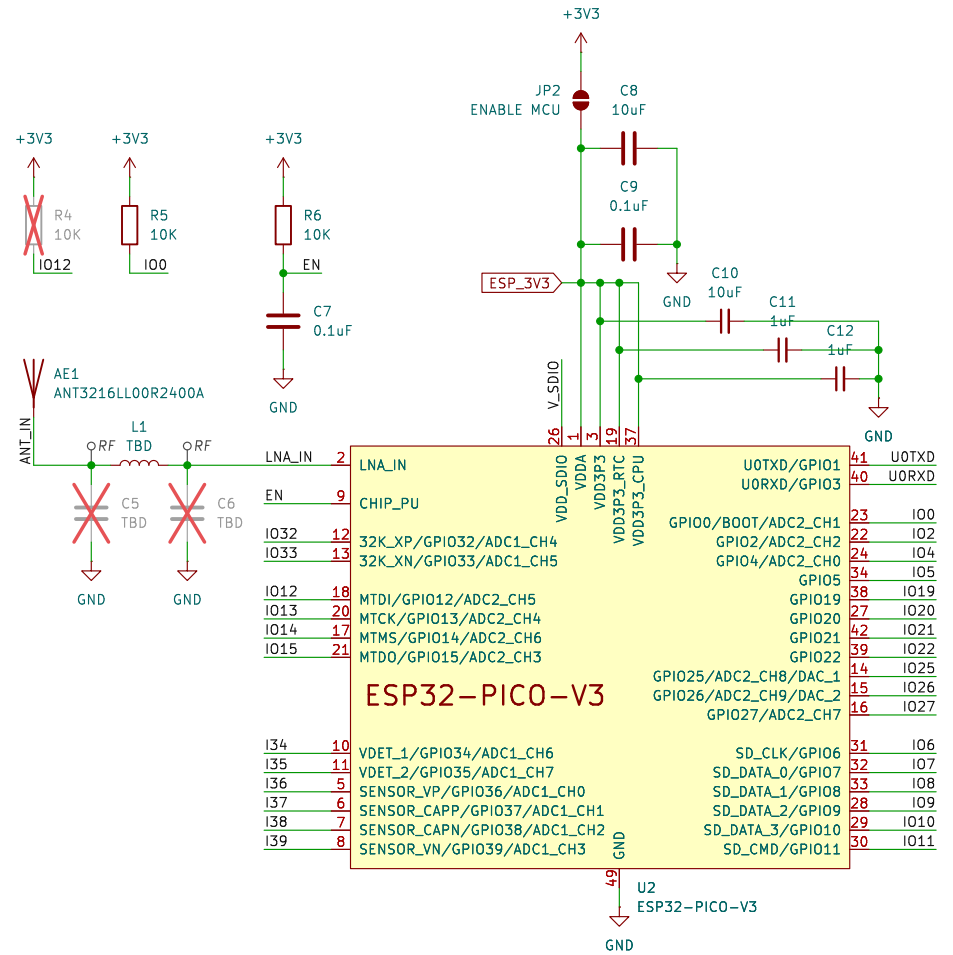 +3V3
JP2
ENABLE MCU
C8
10uF
+3V3
+3V3
+3V3
C9
0.1uF
R4
10K
R5
10K
R6
10K
IO12
IO0
EN
ESP_3V3
GND
C10
10uF
C11
1uF
C12
1uF
C7
0.1uF
GND
GND
V_SDIO
AE1
ANT3216LL00R2400A
ANT_IN
L1
TBD
RF
RF
C5
TBD
C6
TBD
GND
GND
26
1
3
19
37
VDD_SDIO
VDDA
VDD3P3
VDD3P3_RTC
VDD3P3_CPU
LNA_IN 2 LNA_IN
EN 9 CHIP_PU
IO32 12 32K_XP/GPIO32/ADC1_CH4
IO33 13 32K_XN/GPIO33/ADC1_CH5
IO12 18 MTDI/GPIO12/ADC2_CH5
IO13 20 MTCK/GPIO13/ADC2_CH4
IO14 17 MTMS/GPIO14/ADC2_CH6
IO15 21 MTDO/GPIO15/ADC2_CH3
ESP32-PICO-V3
I34 10 VDET_1/GPIO34/ADC1_CH6
I35 11 VDET_2/GPIO35/ADC1_CH7
I36 5 SENSOR_VP/GPIO36/ADC1_CH0
I37 6 SENSOR_CAPP/GPIO37/ADC1_CH1
I38 7 SENSOR_CAPN/GPIO38/ADC1_CH2
I39 8 SENSOR_VN/GPIO39/ADC1_CH3
U0TXD/GPIO1 41 U0TXD
U0RXD/GPIO3 40 U0RXD
GPIO0/BOOT/ADC2_CH1 23 IO0
GPIO2/ADC2_CH2 22 IO2
GPIO4/ADC2_CH0 24 IO4
GPIO5 34 IO5
GPIO19 38 IO19
GPIO20 27 IO20
GPIO21 42 IO21
GPIO22 39 IO22
GPIO25/ADC2_CH8/DAC_1 14 IO25
GPIO26/ADC2_CH9/DAC_2 15 IO26
GPIO27/ADC2_CH7 16 IO27
SD_CLK/GPIO6 31 IO6
SD_DATA_0/GPIO7 32 IO7
SD_DATA_1/GPIO8 33 IO8
SD_DATA_2/GPIO9 28 IO9
SD_DATA_3/GPIO10 29 IO10
SD_CMD/GPIO11 30 IO11
GND
49
U2
ESP32-PICO-V3
GND